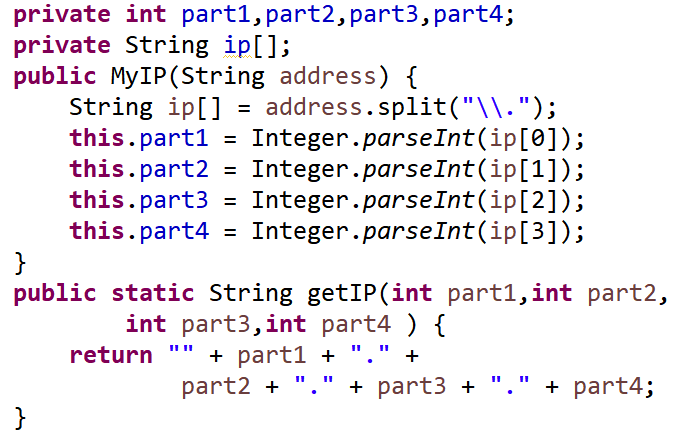 private int part1,part2,part3,part4;
private String ip[];
public MyIP(String address) {
    String ip[] = address.split("\\.");
    this.part1 = Integer.parseInt(ip[0]);
    this.part2 = Integer.parseInt(ip[1]);
    this.part3 = Integer.parseInt(ip[2]);
    this.part4 = Integer.parseInt(ip[3]);
}
public static String getIP(int part1,int part2,
        int part3,int part4 ) {
    return "" + part1 + "." +
            part2 + "." + part3 + "." + part4;
}